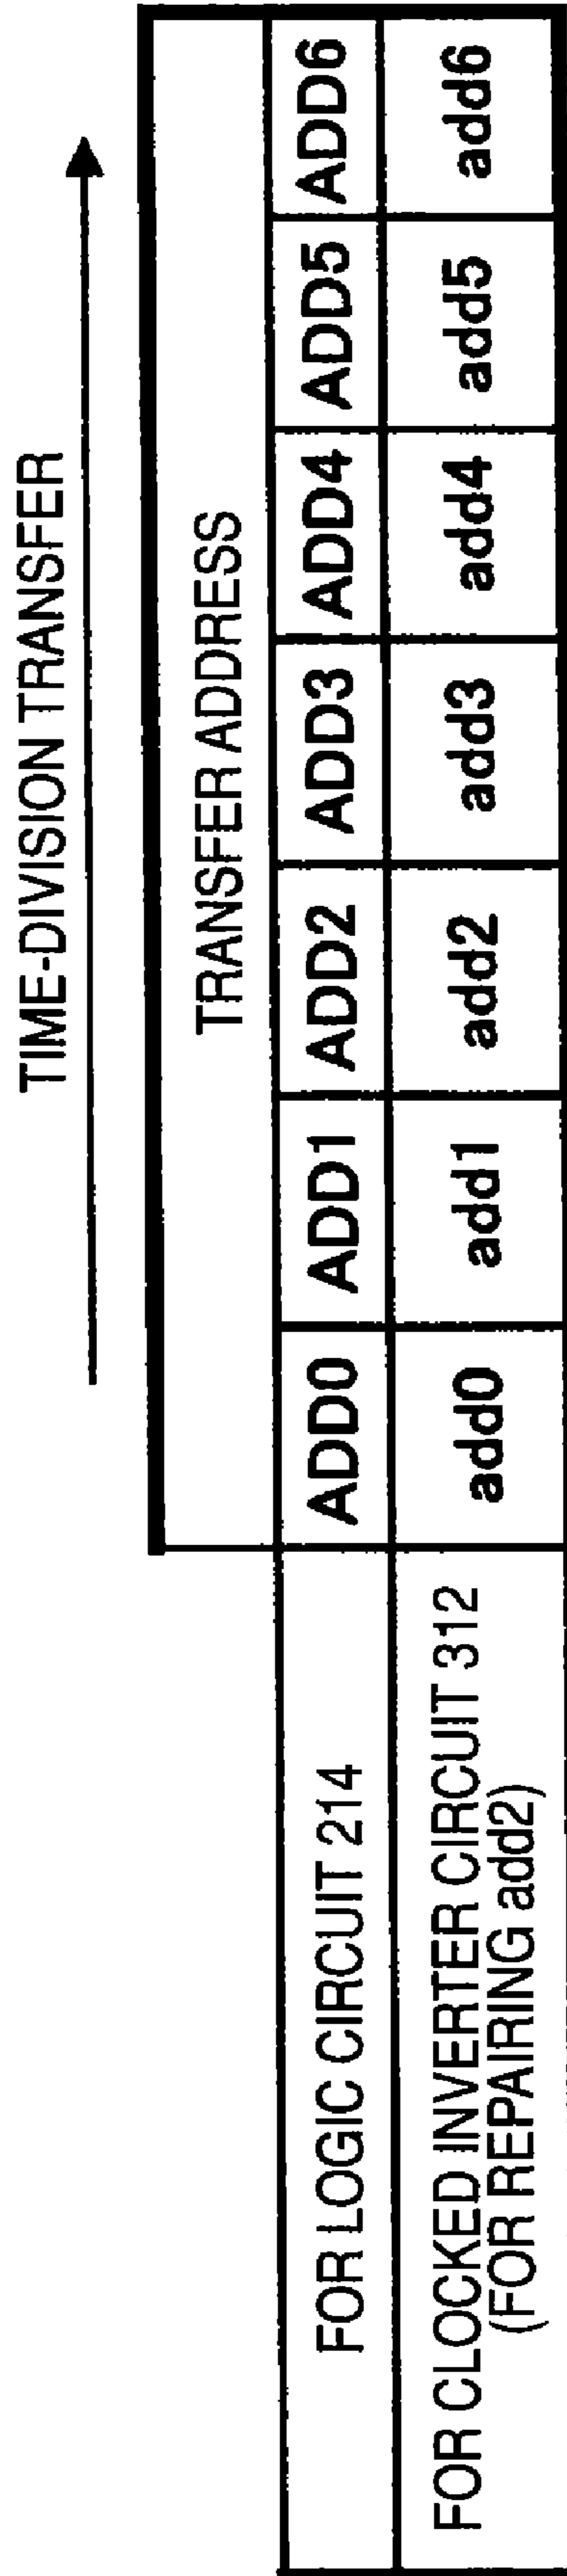 TIME-DIVISION TRANSFER
TRANSFER ADDRESS
FOR LOGIC CIRCUIT 214 ADD0 ADD1 ADD2 ADD3 ADD4 ADD5 ADD6
FOR CLOCKED INVERTER CIRCUIT 312
(FOR REPAIRING add2) add0 add1 add2 add3 add4 add5 add6